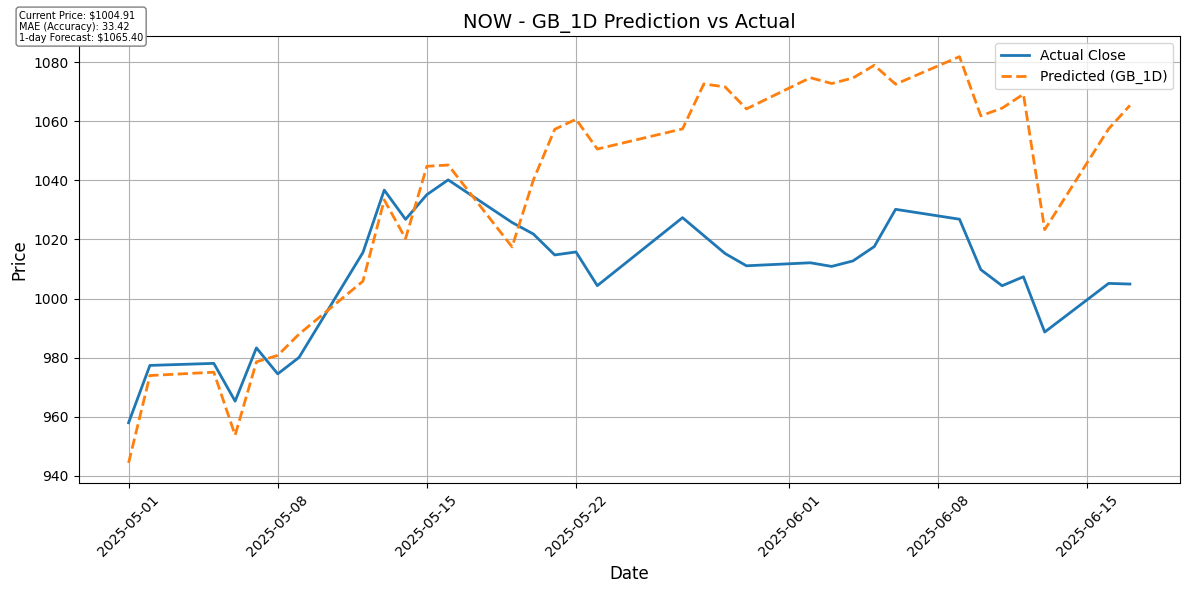 Current Price: $1004.91
MAE (Accuracy): 33.42
1-day Forecast: $1065.40
NOW - GB_1D Prediction vs Actual
Actual Close
Predicted (GB_1D)
Price
1080
1060
1040
1020
1000
980
960
940
2025-05-01
2025-05-08
2025-05-15
2025-05-22
2025-06-01
2025-06-08
2025-06-15
Date